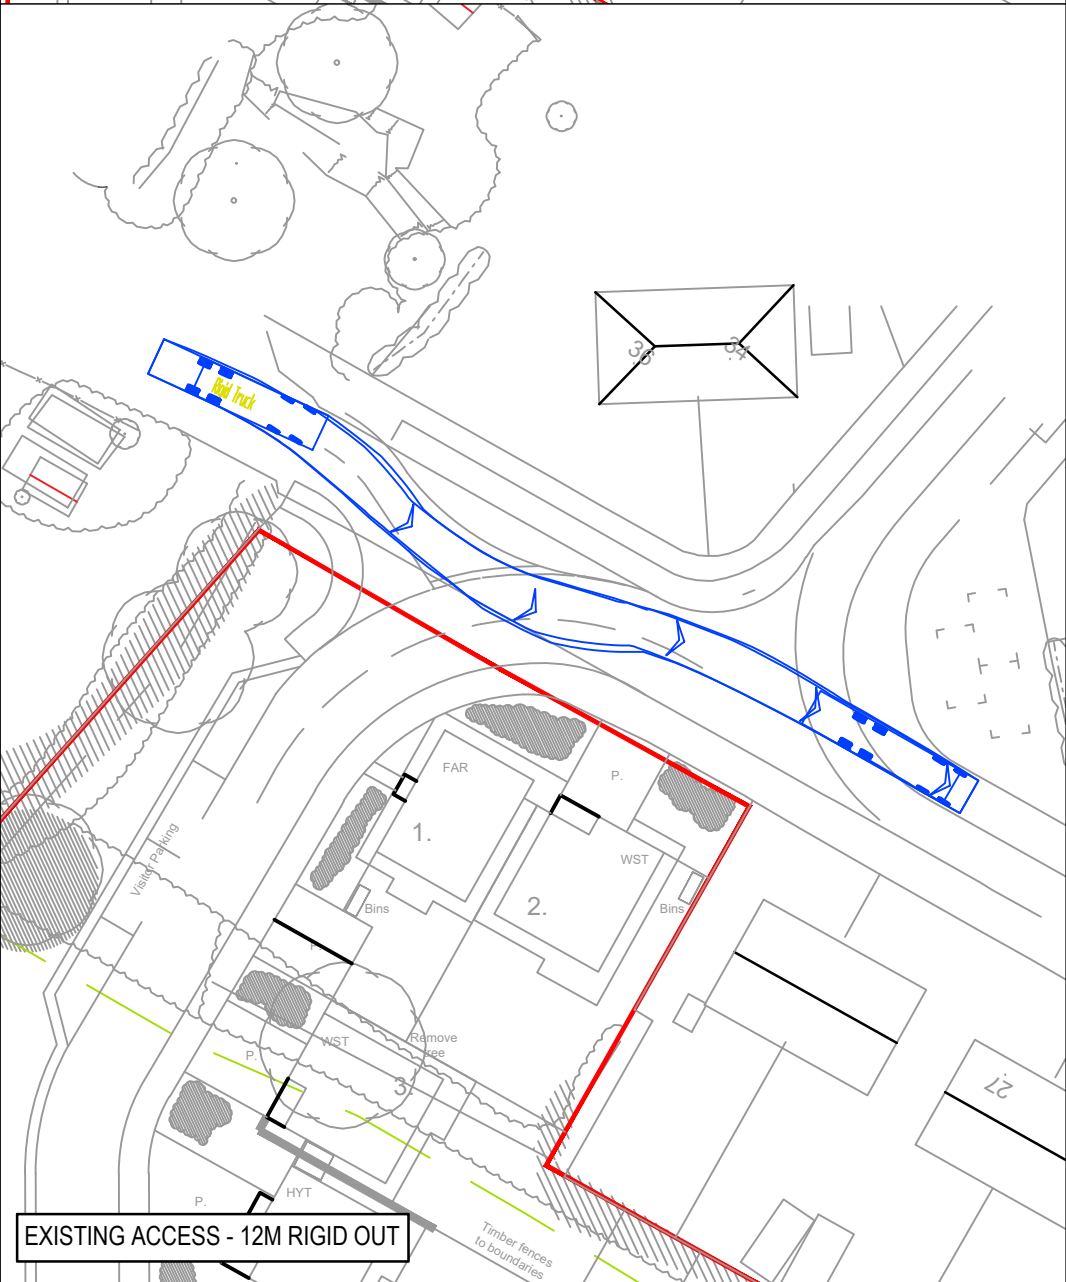 36
34
Rigid Truck
FAR
P.
1.
WST
Visitor Parking
2.
Bins
Bins
P.
WST
Remove
tree
P.
3.
27
HYT
P.
EXISTING ACCESS - 12M RIGID OUT
Timber fences
to boundaries